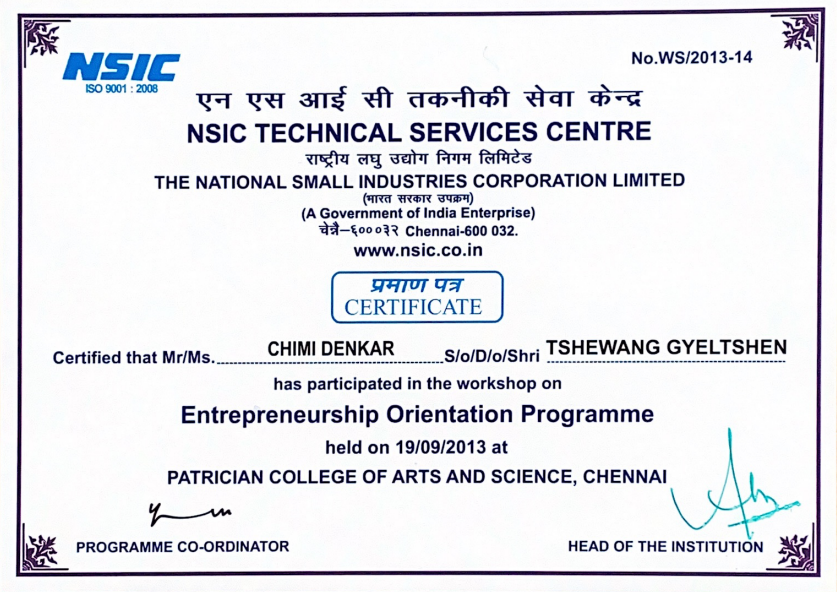 NSIC
ISO 9001 : 2008
No.WS/2013-14
एन एस आई सी तकनीकी सेवा केन्द्र
NSIC TECHNICAL SERVICES CENTRE
राष्ट्रीय लघु उद्योग निगम लिमिटेड
THE NATIONAL SMALL INDUSTRIES CORPORATION LIMITED
(भारत सरकार उपक्रम)
(A Government of India Enterprise)
चेन्नै–६०००३२ Chennai-600 032.
www.nsic.co.in
प्रमाण पत्र
CERTIFICATE
Certified that Mr/Ms. CHIMI DENKAR S/o/D/o/Shri TSHEWANG GYELTSHEN
has participated in the workshop on
Entrepreneurship Orientation Programme
held on 19/09/2013 at
PATRICIAN COLLEGE OF ARTS AND SCIENCE, CHENNAI
PROGRAMME CO-ORDINATOR
HEAD OF THE INSTITUTION